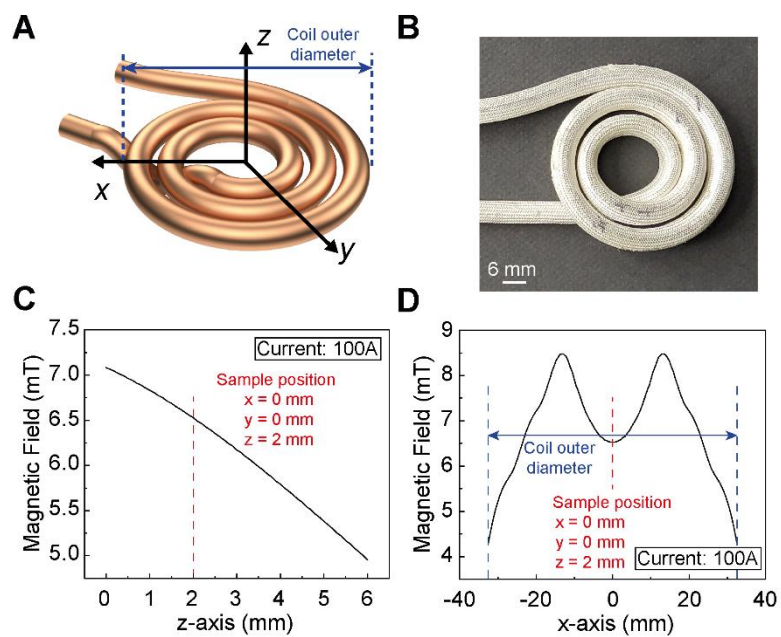 A
z
Coil outer
diameter
x
y
B
6 mm
C
Magnetic Field (mT)
7.5
7.0
6.5
6.0
5.5
5.0
Current: 100A
Sample position
x = 0 mm
y = 0 mm
z = 2 mm
0 1 2 3 4 5 6
z-axis (mm)
D
Magnetic Field (mT)
9
8
7
6
5
4
Coil outer
diameter
Sample position
x = 0 mm
y = 0 mm
z = 2 mm
Current: 100A
-40 -20 0 20 40
x-axis (mm)